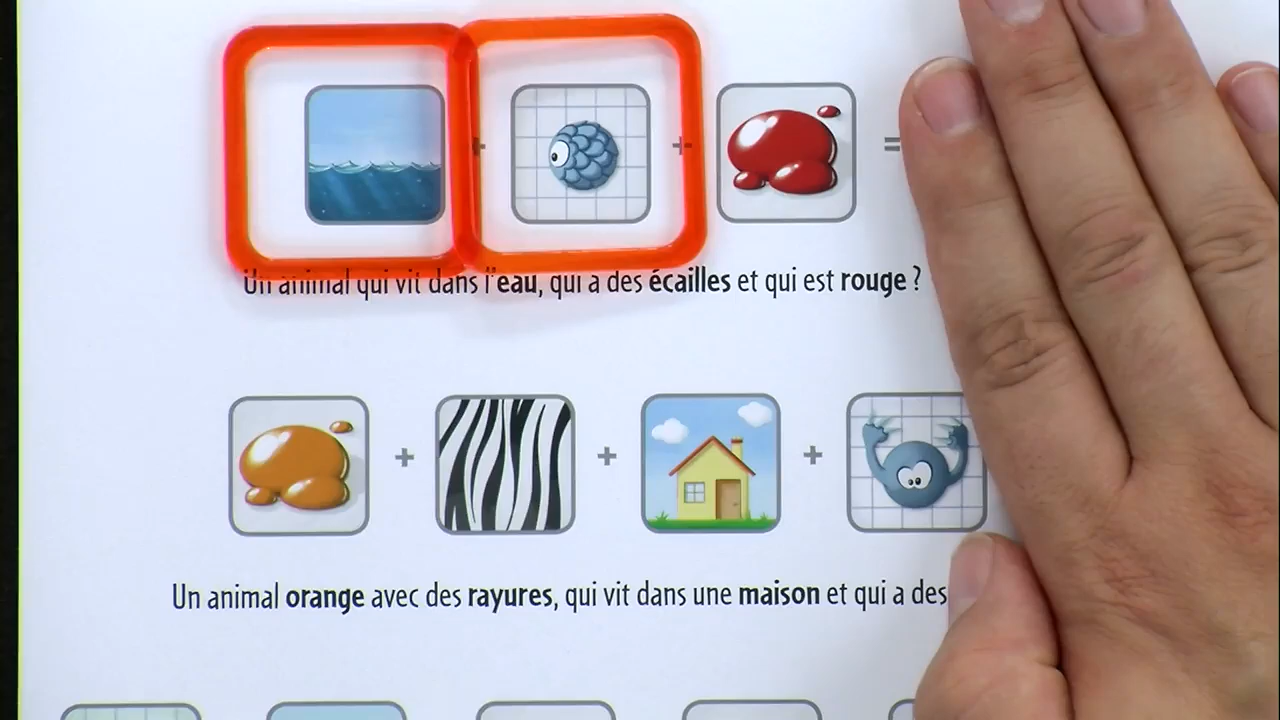 + + =
Un animal qui vit dans l'eau, qui a des écailles et qui est rouge ?
+ + +
Un animal orange avec des rayures, qui vit dans une maison et qui a des